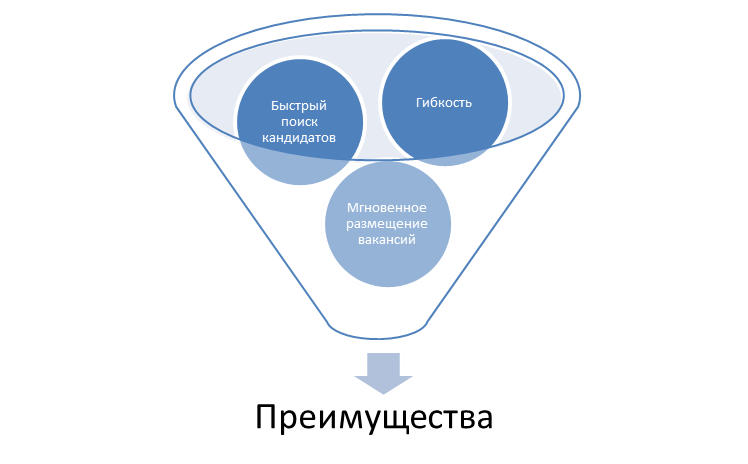 Быстрый
поиск
кандидатов
Гибкость
Мгновенное
размещение
вакансий
Преимущества